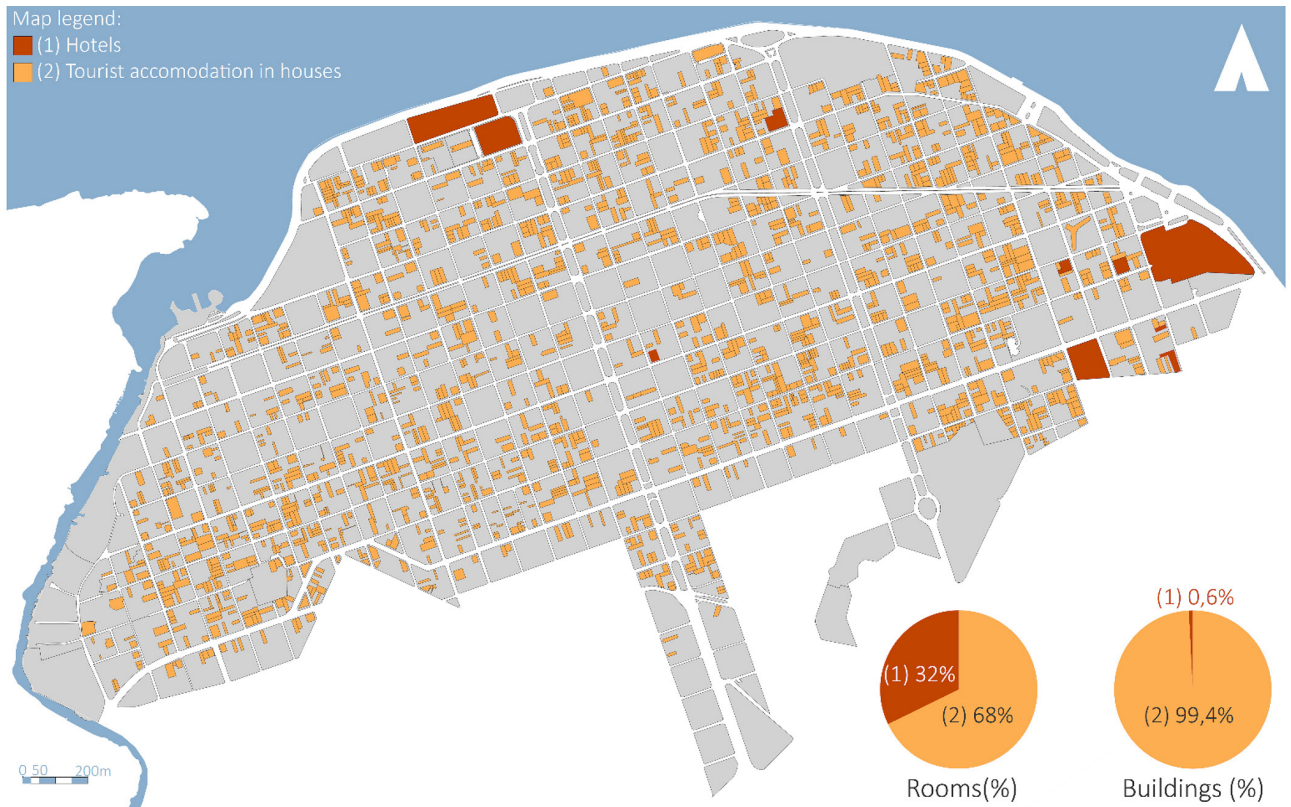 Map legend:
(1) Hotels
(2) Tourist accomodation in houses
(1) 0,6%
(1) 32%
(2) 68%
(2) 99,4%
Rooms(%)
Buildings (%)
0 50 200m